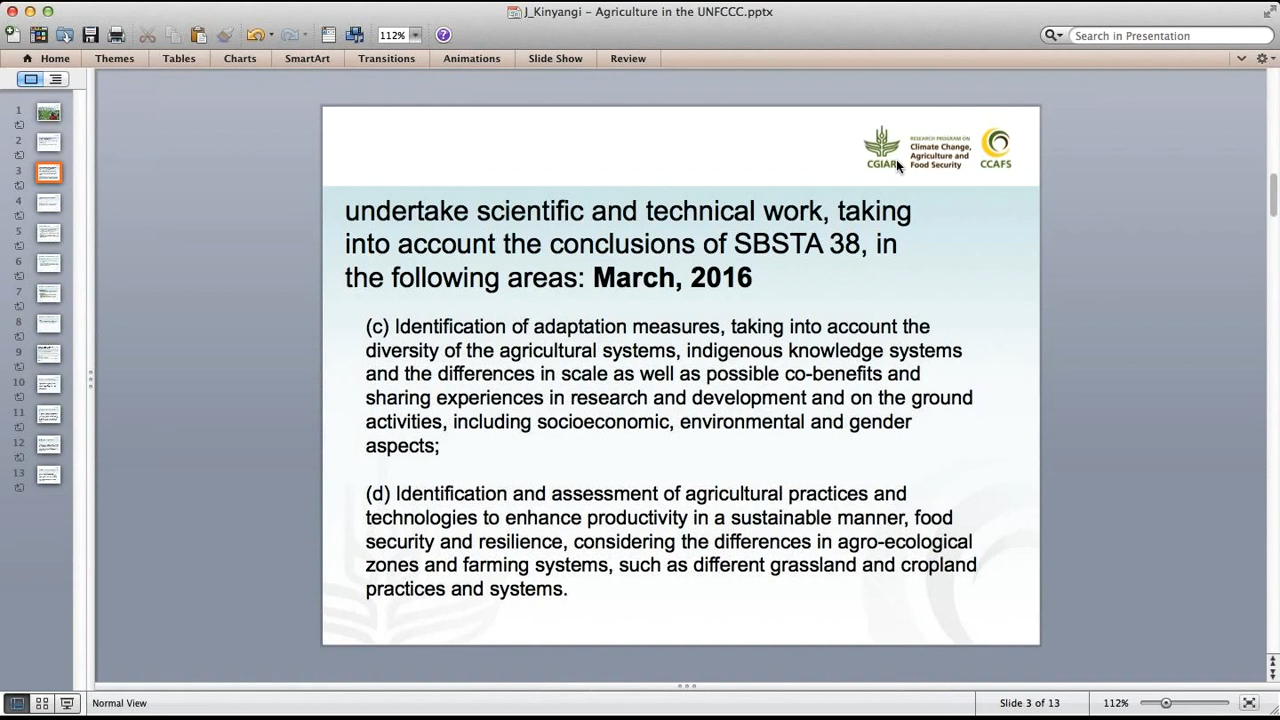 J_Kinyangi - Agriculture in the UNFCCC.pptx
112%
Search in Presentation
Home Themes Tables Charts SmartArt Transitions Animations Slide Show Review
1
2
3
4
5
6
7
8
9
10
11
12
13
CGIAR
RESEARCH PROGRAM ON
Climate Change,
Agriculture and
Food Security
CCAFS
undertake scientific and technical work, taking
into account the conclusions of SBSTA 38, in
the following areas: March, 2016
(c) Identification of adaptation measures, taking into account the
diversity of the agricultural systems, indigenous knowledge systems
and the differences in scale as well as possible co-benefits and
sharing experiences in research and development and on the ground
activities, including socioeconomic, environmental and gender
aspects;
(d) Identification and assessment of agricultural practices and
technologies to enhance productivity in a sustainable manner, food
security and resilience, considering the differences in agro-ecological
zones and farming systems, such as different grassland and cropland
practices and systems.
Normal View
Slide 3 of 13
112%